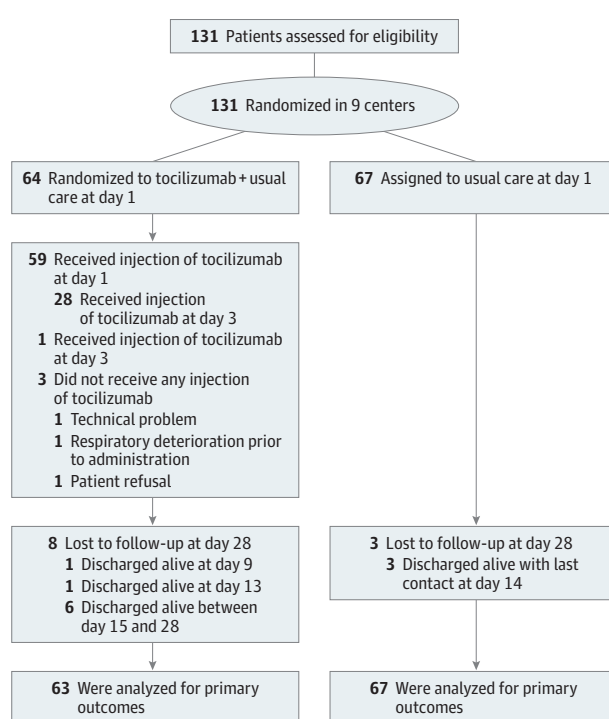 131 Patients assessed for eligibility
131 Randomized in 9 centers
64 Randomized to tocilizumab + usual
care at day 1
59 Received injection of tocilizumab
at day 1
28 Received injection
of tocilizumab at day 3
1 Received injection of tocilizumab
at day 3
3 Did not receive any injection
of tocilizumab
1 Technical problem
1 Respiratory deterioration prior
to administration
1 Patient refusal
8 Lost to follow-up at day 28
1 Discharged alive at day 9
1 Discharged alive at day 13
6 Discharged alive between
day 15 and 28
63 Were analyzed for primary
outcomes
67 Assigned to usual care at day 1
3 Lost to follow-up at day 28
3 Discharged alive with last
contact at day 14
67 Were analyzed for primary
outcomes